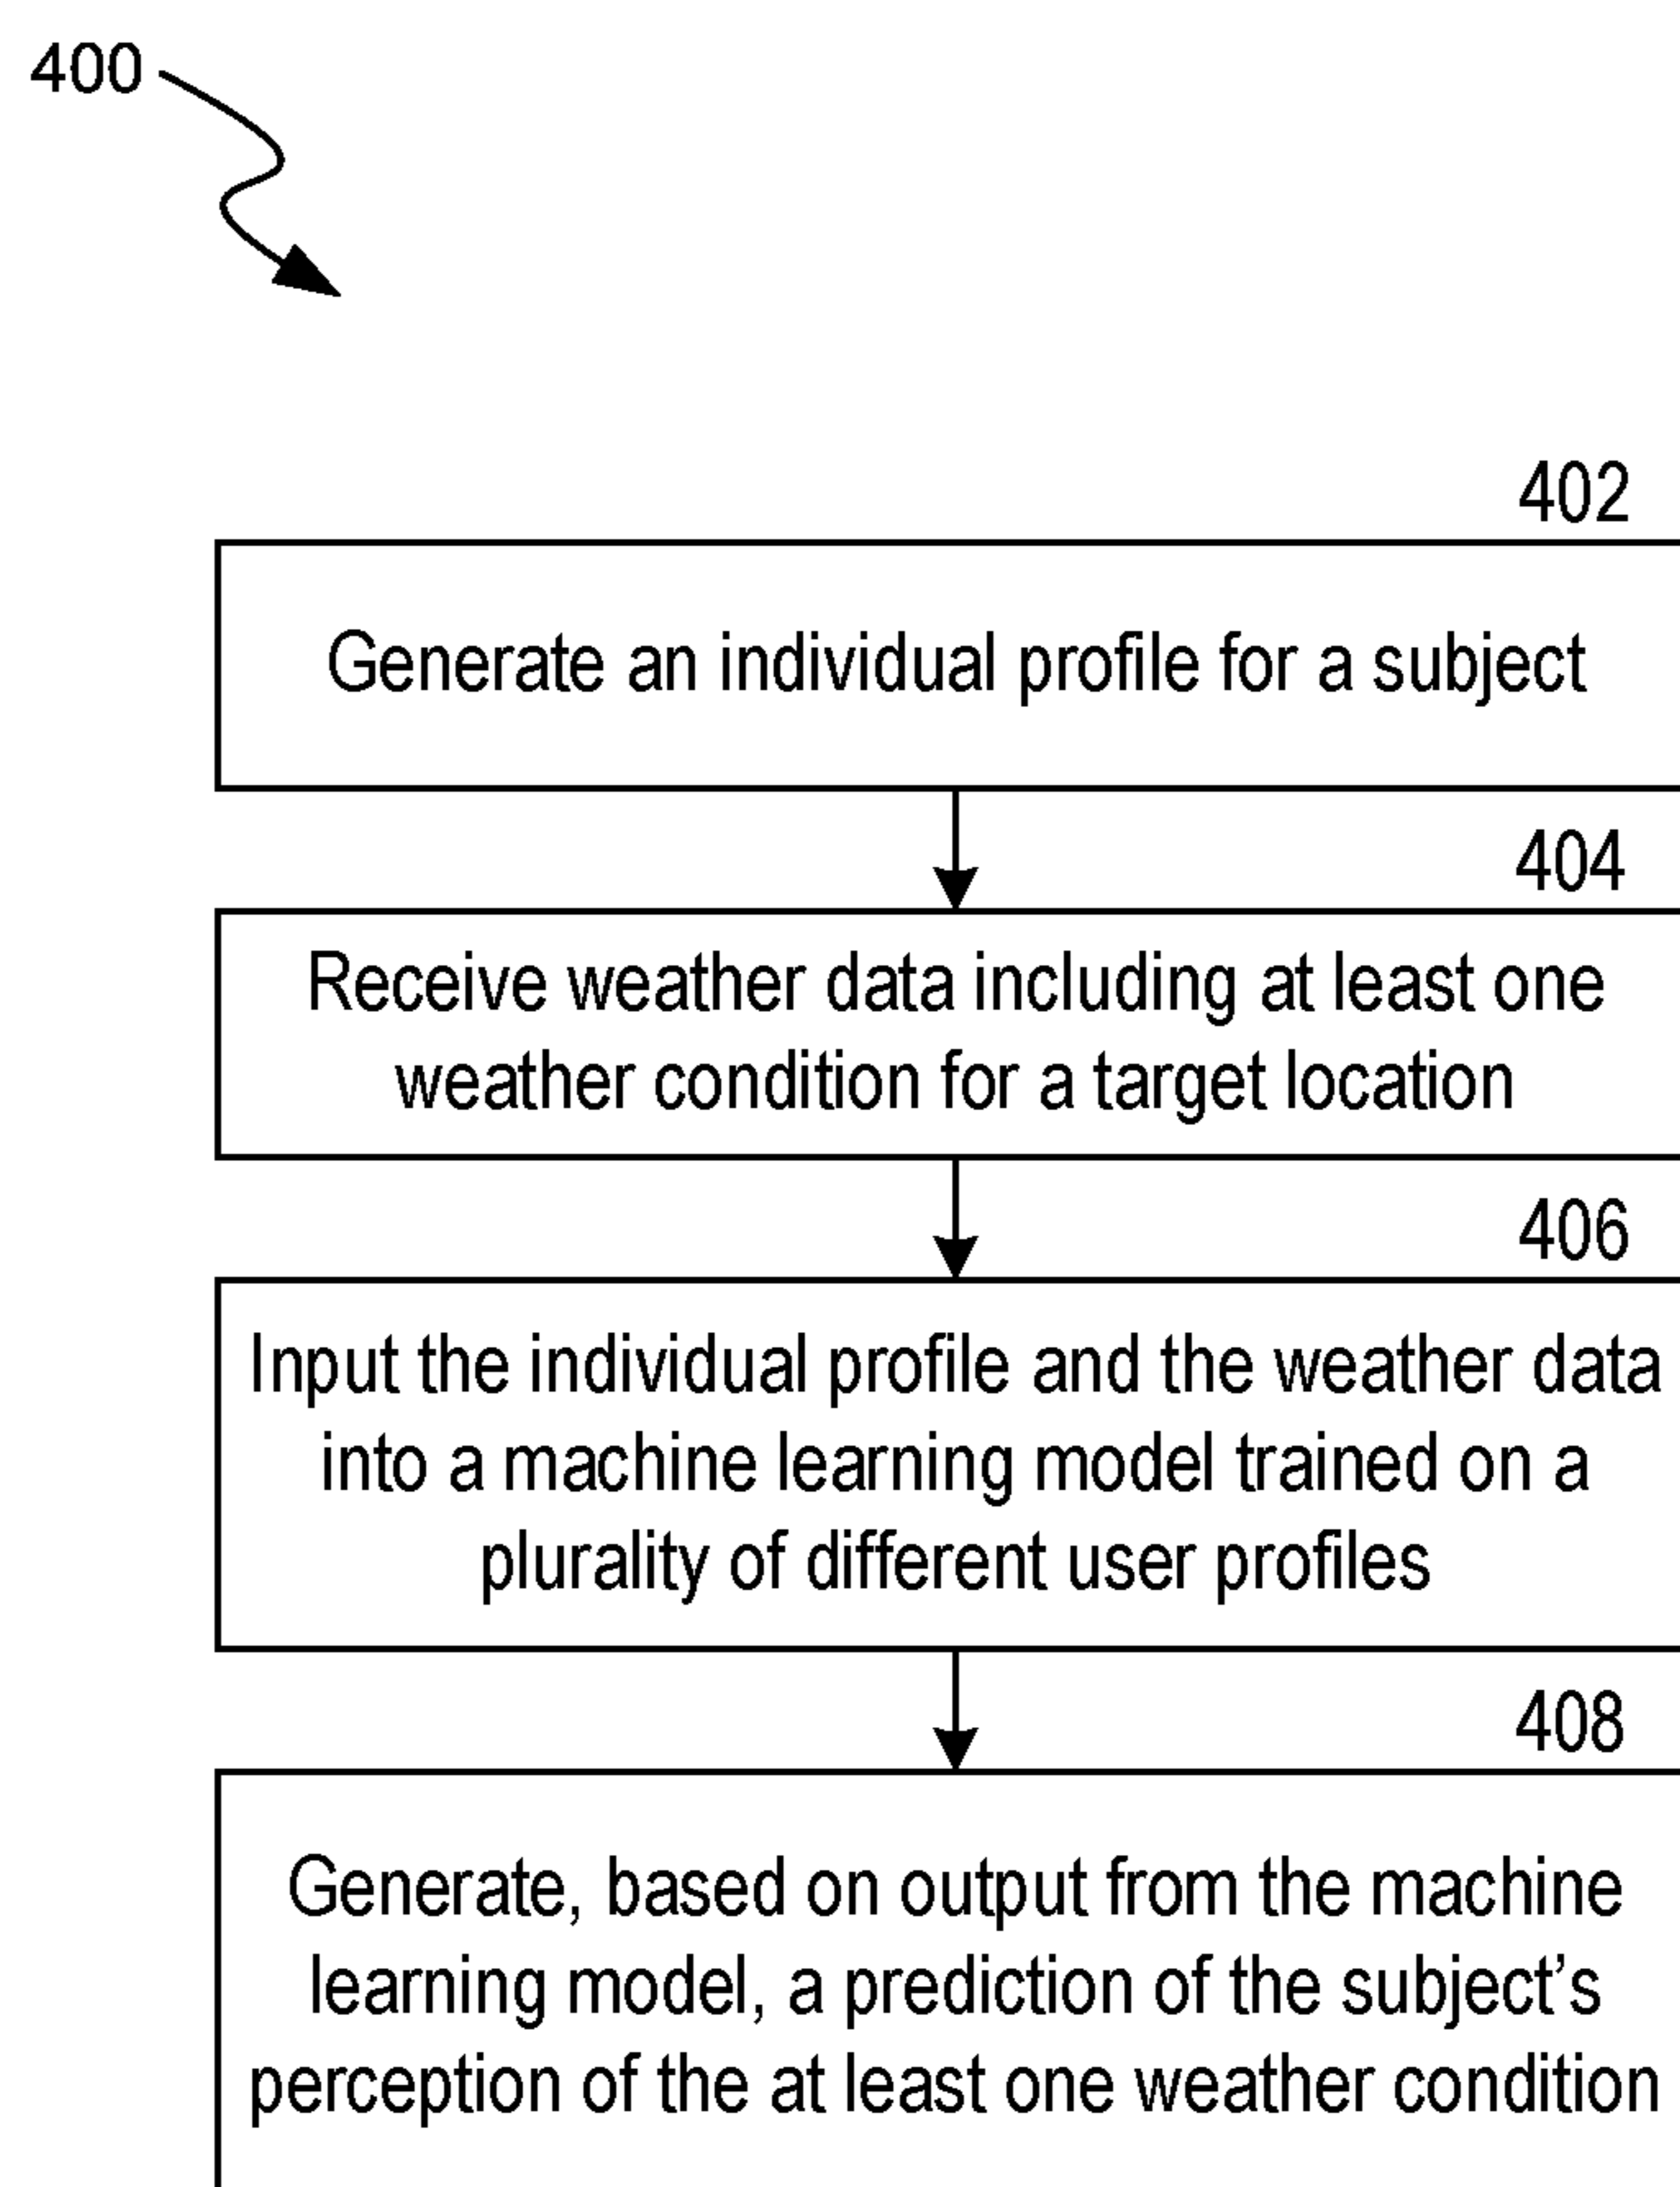 400
402
Generate an individual profile for a subject
404
Receive weather data including at least one
weather condition for a target location
406
Input the individual profile and the weather data
into a machine learning model trained on a
plurality of different user profiles
408
Generate, based on output from the machine
learning model, a prediction of the subject’s
perception of the at least one weather condition